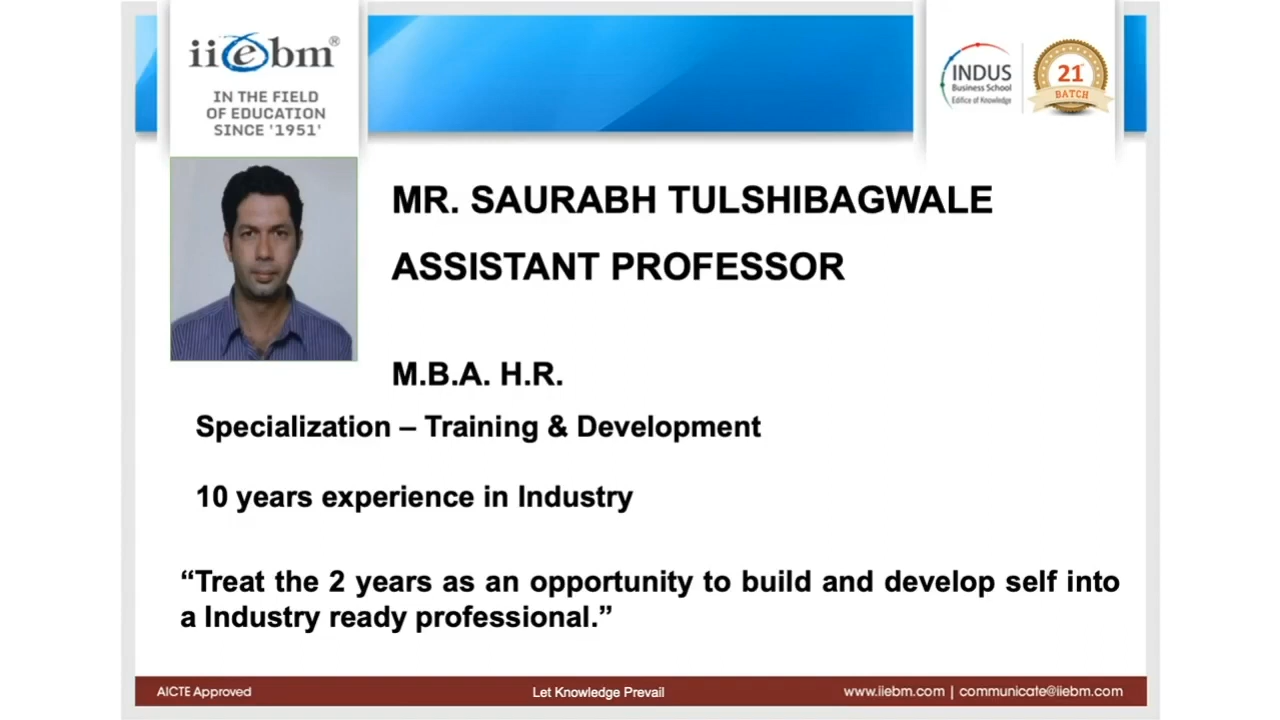 iiebm®
IN THE FIELD
OF EDUCATION
SINCE '1951'
INDUS
Business School
Edifice of Knowledge
21
BATCH
MR. SAURABH TULSHIBAGWALE
ASSISTANT PROFESSOR
M.B.A. H.R.
Specialization – Training & Development
10 years experience in Industry
“Treat the 2 years as an opportunity to build and develop self into
a Industry ready professional.”
AICTE Approved
Let Knowledge Prevail
www.iiebm.com | communicate@iiebm.com